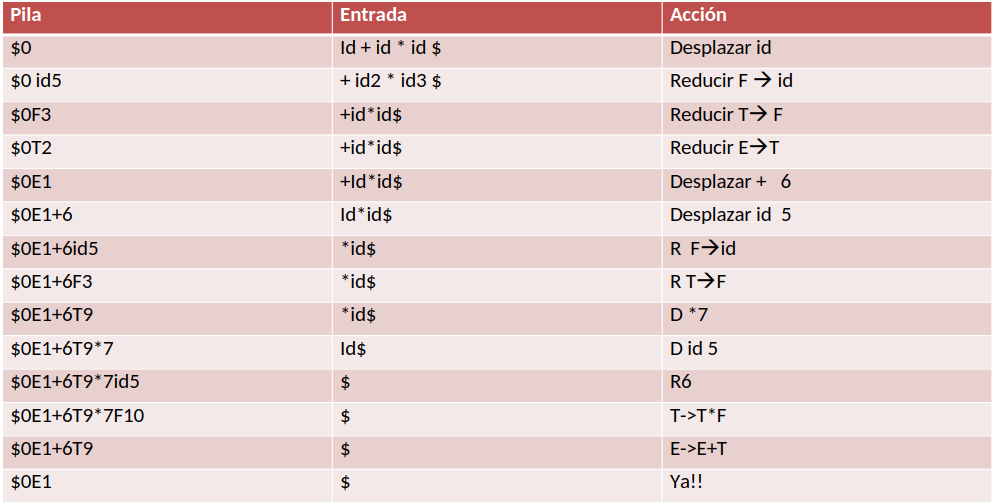 Pila Entrada Acción
$0 Id + id * id $ Desplazar id
$0 id5 + id2 * id3 $ Reducir F → id
$0F3 +id*id$ Reducir T→ F
$0T2 +id*id$ Reducir E→T
$0E1 +Id*id$ Desplazar + 6
$0E1+6 Id*id$ Desplazar id 5
$0E1+6id5 *id$ R F→id
$0E1+6F3 *id$ R T→F
$0E1+6T9 *id$ D *7
$0E1+6T9*7 Id$ D id 5
$0E1+6T9*7id5 $ R6
$0E1+6T9*7F10 $ T->T*F
$0E1+6T9 $ E->E+T
$0E1 $ Ya!!